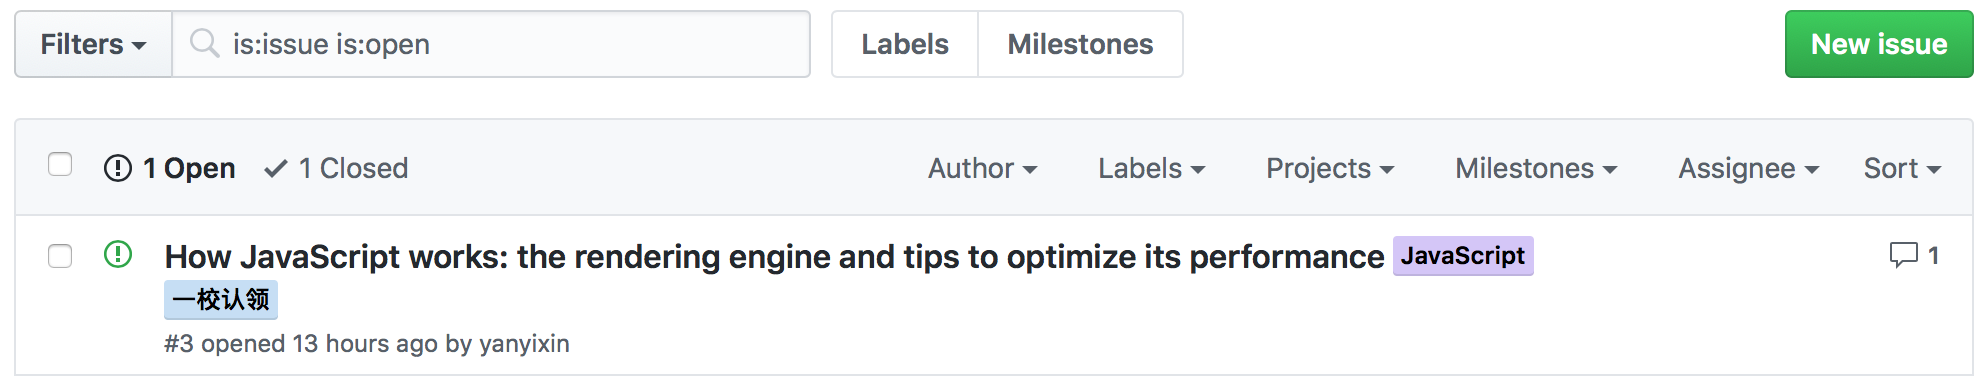 Filters is:issue is:open Labels Milestones New issue
1 Open 1 Closed Author Labels Projects Milestones Assignee Sort
How JavaScript works: the rendering engine and tips to optimize its performance JavaScript 1
一校认领
#3 opened 13 hours ago by yanyixin